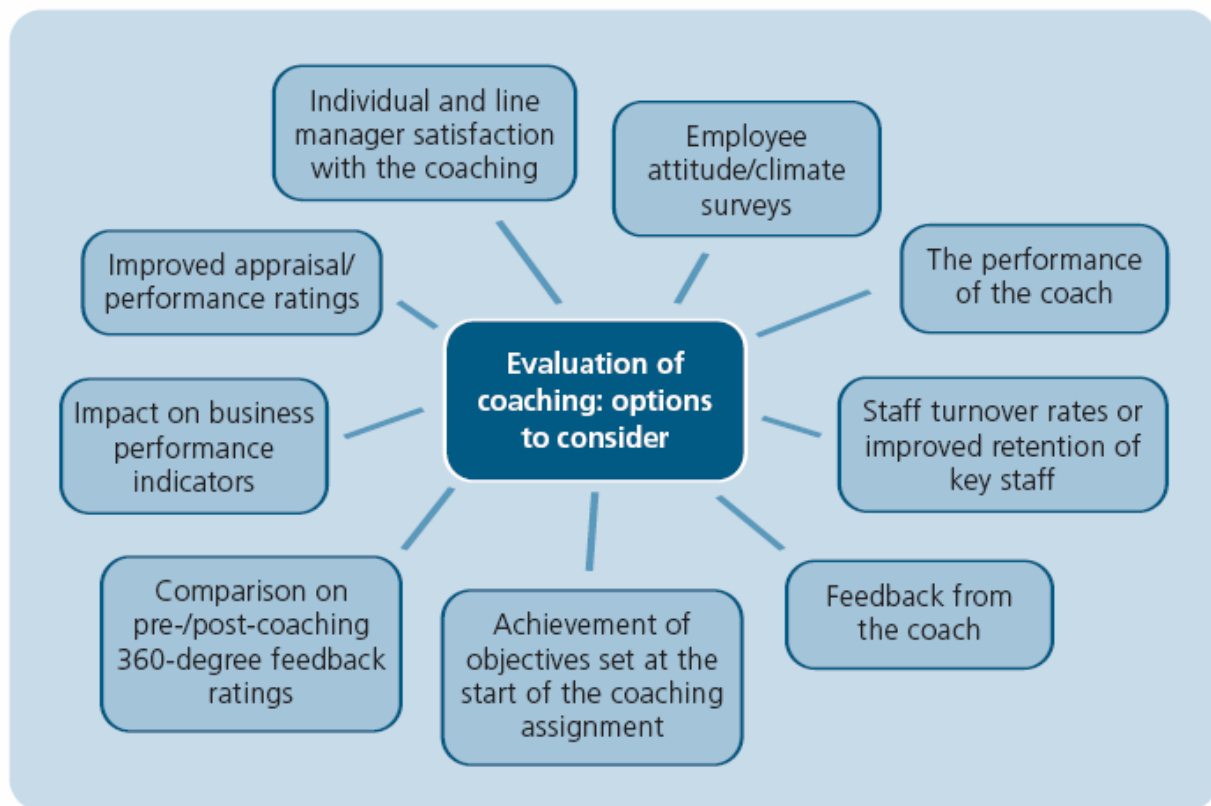 Individual and line
manager satisfaction
with the coaching
Employee
attitude/climate
surveys
Improved appraisal/
performance ratings
The performance
of the coach
Evaluation of
coaching: options
to consider
Impact on business
performance
indicators
Staff turnover rates or
improved retention of
key staff
Comparison on
pre-/post-coaching
360-degree feedback
ratings
Achievement of
objectives set at the
start of the coaching
assignment
Feedback from
the coach